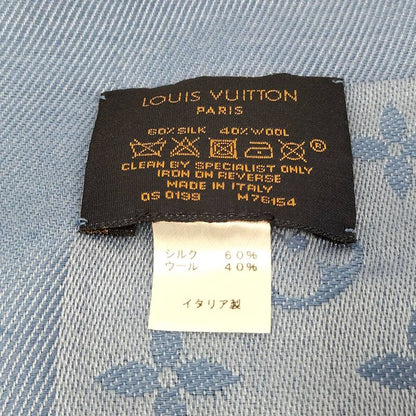 LOUIS VUITTON
PARIS
60% SILK 40% WOOL
CLEAN BY SPECIALIST ONLY
IRON ON REVERSE
MADE IN ITALY
QS 0199 M76154
シルク 60%
ウール 40%
イタリア製